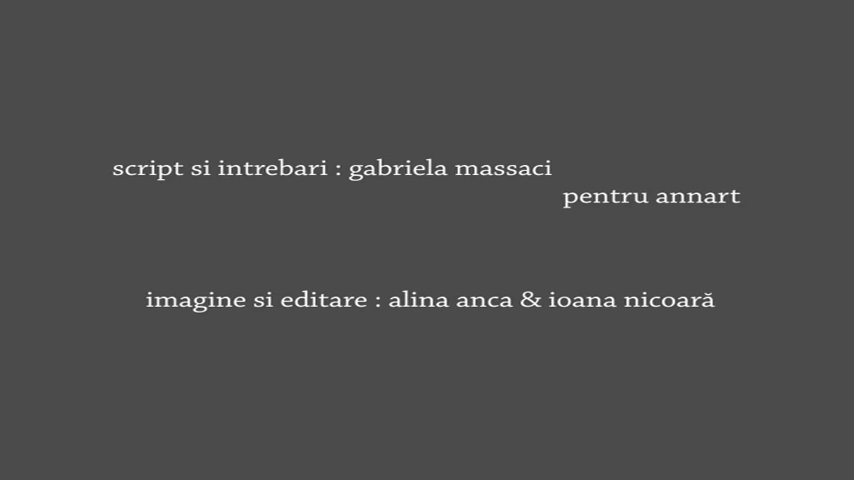 script si intrebari : gabriela massaci
pentru annart
imagine si editare : alina anca & ioana nicoară